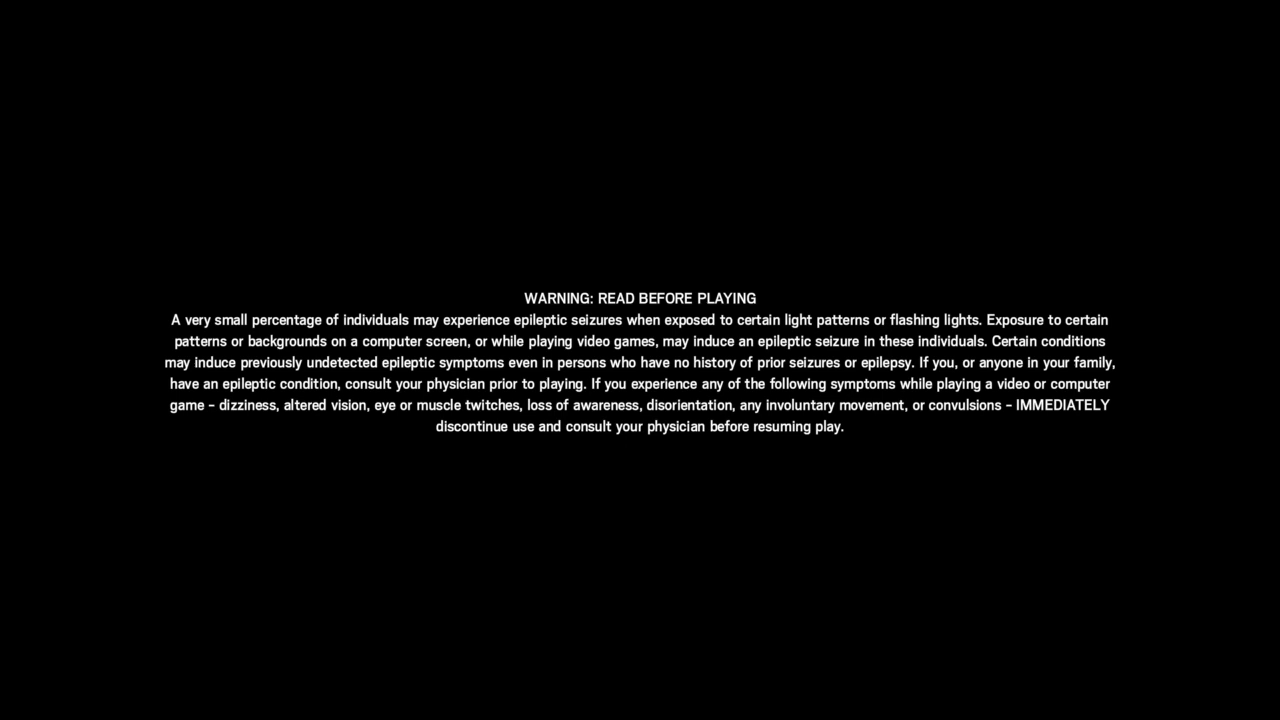 WARNING: READ BEFORE PLAYING
A very small percentage of individuals may experience epileptic seizures when exposed to certain light patterns or flashing lights. Exposure to certain
patterns or backgrounds on a computer screen, or while playing video games, may induce an epileptic seizure in these individuals. Certain conditions
may induce previously undetected epileptic symptoms even in persons who have no history of prior seizures or epilepsy. If you, or anyone in your family,
have an epileptic condition, consult your physician prior to playing. If you experience any of the following symptoms while playing a video or computer
game – dizziness, altered vision, eye or muscle twitches, loss of awareness, disorientation, any involuntary movement, or convulsions – IMMEDIATELY
discontinue use and consult your physician before resuming play.